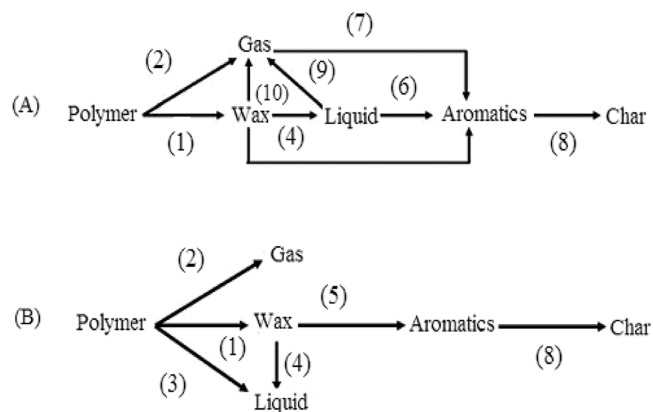 (7)
Gas
(2)
(9)
(A)
(10)
(6)
Polymer
Wax
Liquid
Aromatics
Char
(1)
(4)
(8)
(2)
Gas
(5)
(B)
Polymer
Wax
Aromatics
Char
(1)
(8)
(4)
(3)
Liquid